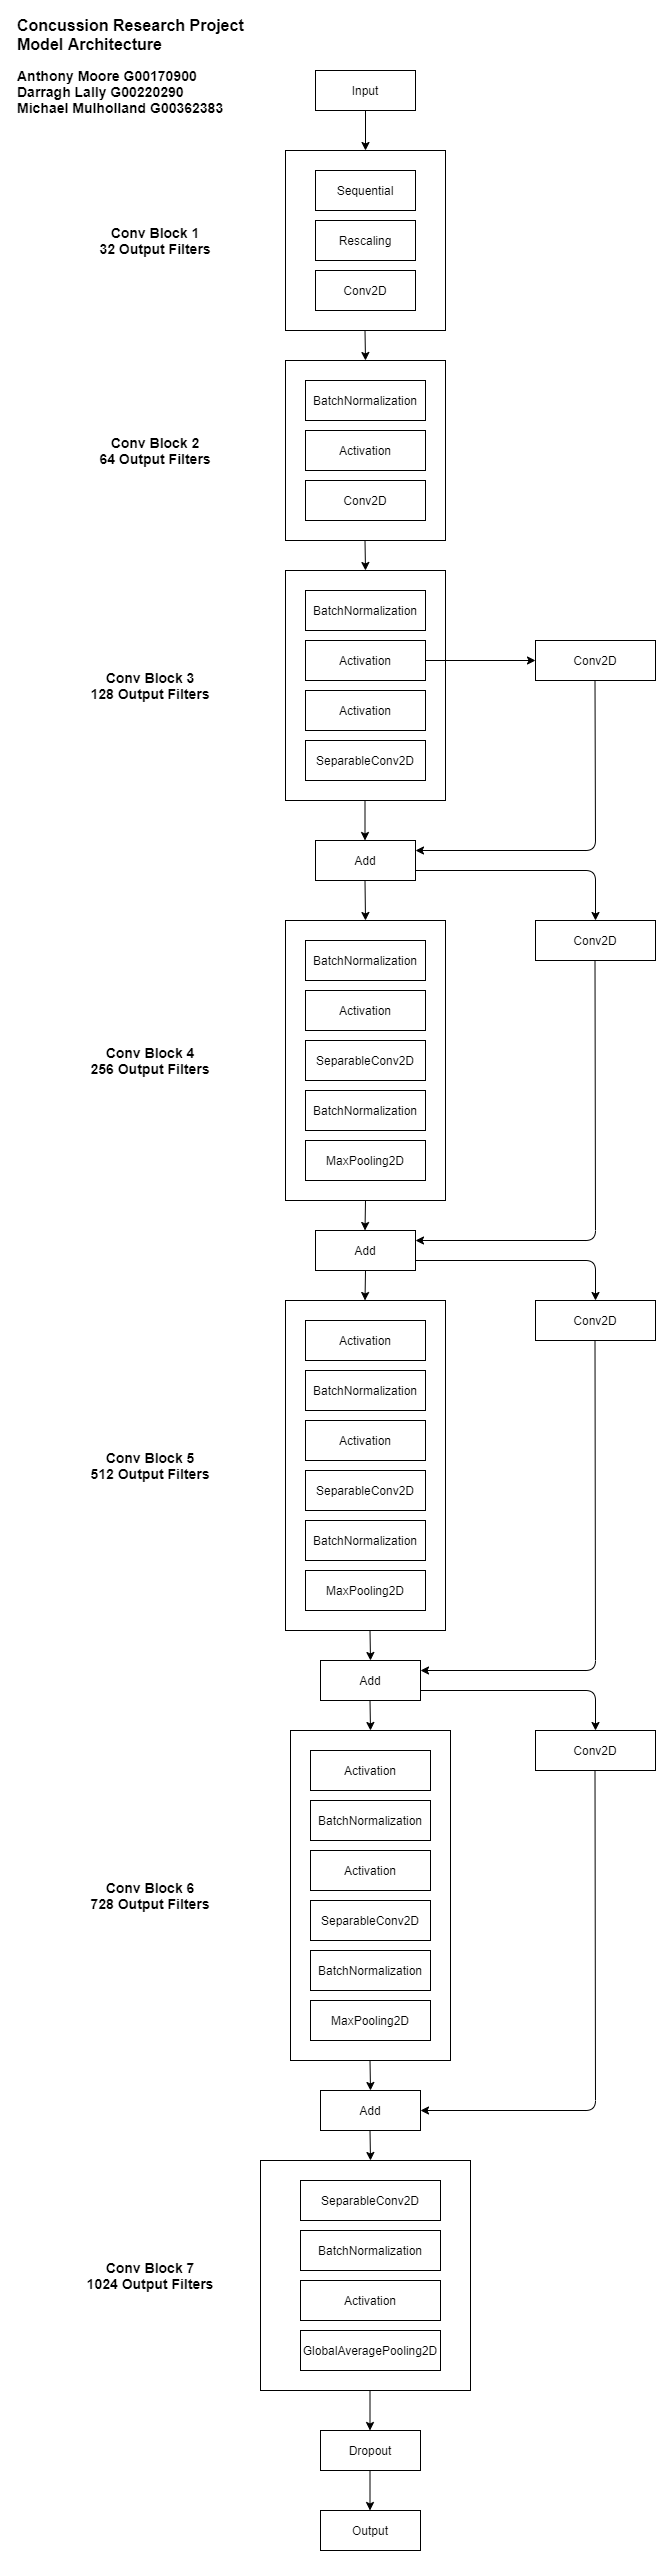 Concussion Research Project
Model Architecture
Anthony Moore G00170900
Darragh Lally G00220290
Michael Mulholland G00362383
Input
Conv Block 1
32 Output Filters
Sequential
Rescaling
Conv2D
Conv Block 2
64 Output Filters
BatchNormalization
Activation
Conv2D
Conv Block 3
128 Output Filters
BatchNormalization
Activation
Conv2D
Activation
SeparableConv2D
Add
Conv2D
Conv Block 4
256 Output Filters
BatchNormalization
Activation
SeparableConv2D
BatchNormalization
MaxPooling2D
Add
Conv2D
Conv Block 5
512 Output Filters
Activation
BatchNormalization
Activation
SeparableConv2D
BatchNormalization
MaxPooling2D
Add
Conv2D
Conv Block 6
728 Output Filters
Activation
BatchNormalization
Activation
SeparableConv2D
BatchNormalization
MaxPooling2D
Add
Conv Block 7
1024 Output Filters
SeparableConv2D
BatchNormalization
Activation
GlobalAveragePooling2D
Dropout
Output